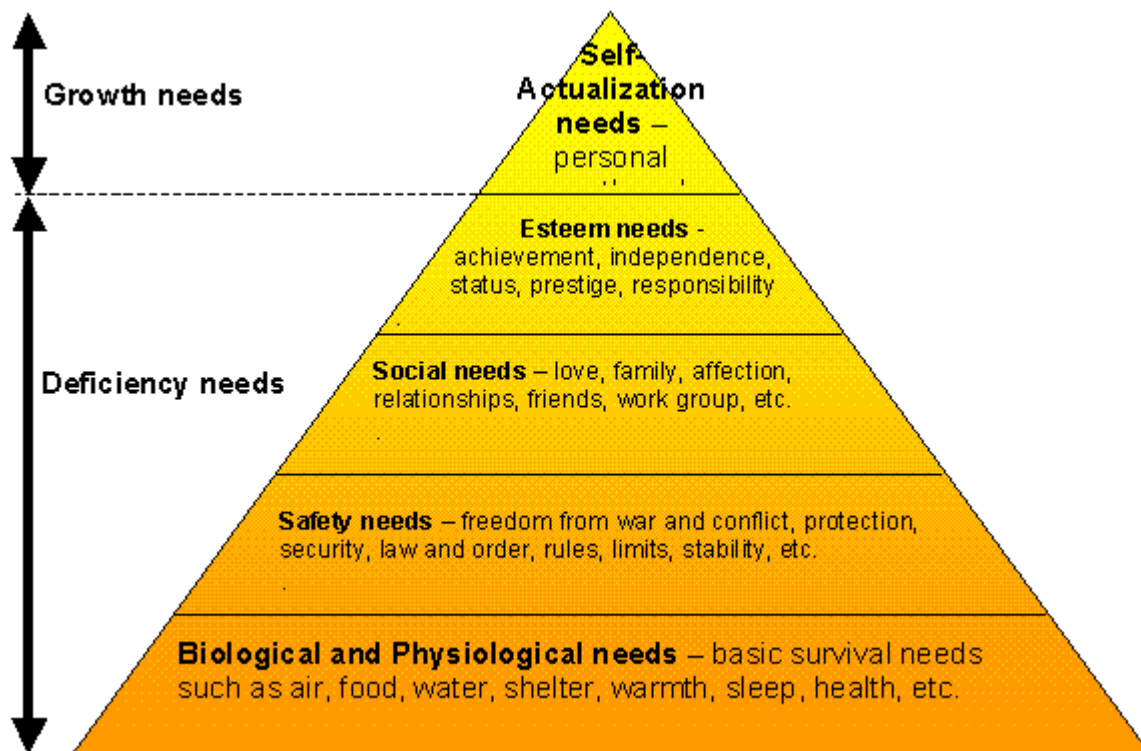 Growth needs
Self-
Actualization
needs –
personal
Esteem needs -
achievement, independence,
status, prestige, responsibility
Deficiency needs
Social needs – love, family, affection,
relationships, friends, work group, etc.
Safety needs – freedom from war and conflict, protection,
security, law and order, rules, limits, stability, etc.
Biological and Physiological needs – basic survival needs
such as air, food, water, shelter, warmth, sleep, health, etc.